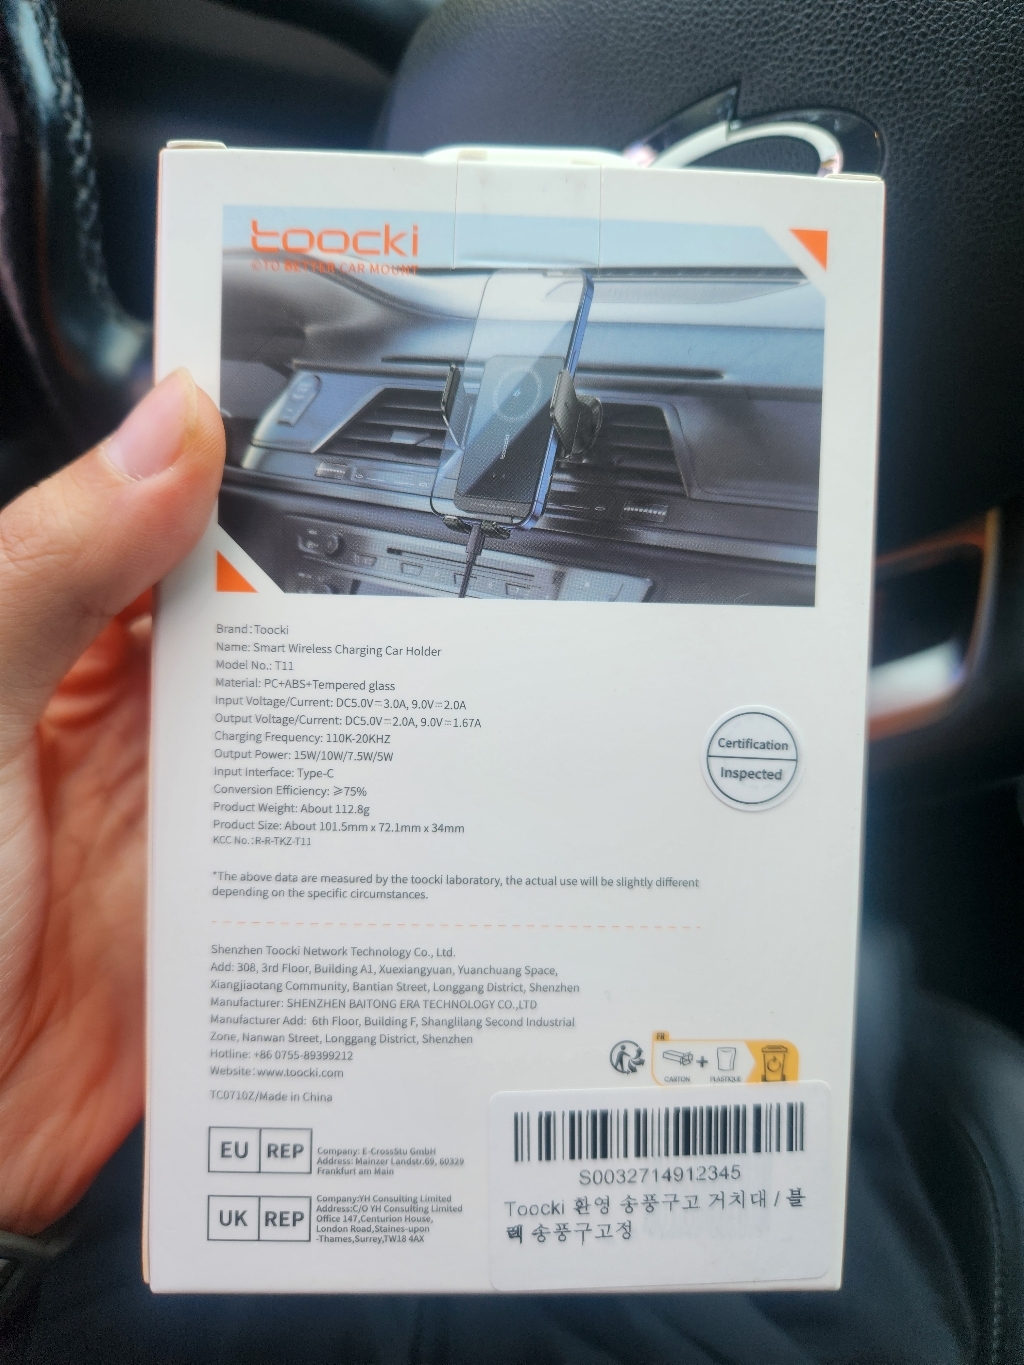 toocki
©TO BETTER CAR MOUNT
Brand:Toocki
Name: Smart Wireless Charging Car Holder
Model No.: T11
Material: PC+ABS+Tempered glass
Input Voltage/Current: DC5.0V⎓3.0A, 9.0V⎓2.0A
Output Voltage/Current: DC5.0V⎓2.0A, 9.0V⎓1.67A
Charging Frequency: 110K-20KHZ
Output Power: 15W/10W/7.5W/5W
Input Interface: Type-C
Conversion Efficiency: ≥75%
Product Weight: About 112.8g
Product Size: About 101.5mm x 72.1mm x 34mm
KCC No.:R-R-TKZ-T11
Certification
Inspected
*The above data are measured by the toocki laboratory, the actual use will be slightly different
depending on the specific circumstances.
Shenzhen Toocki Network Technology Co., Ltd.
Add: 308, 3rd Floor, Building A1, Xuexiangyuan, Yuanchuang Space,
Xiangjiaotang Community, Bantian Street, Longgang District, Shenzhen
Manufacturer: SHENZHEN BAITONG ERA TECHNOLOGY CO.,LTD
Manufacturer Add: 6th Floor, Building F, Shanglilang Second Industrial
Zone, Nanwan Street, Longgang District, Shenzhen
Hotline: +86 0755-89399212
Website:www.toocki.com
TC0710Z/Made in China
FR
CARTON + PLASTIQUE
EU REP
Company: E-CrossStu GmbH
Address: Mainzer Landstr.69, 60329
Frankfurt am Main
UK REP
Company:YH Consulting Limited
Address:C/O YH Consulting Limited
Office 147,Centurion House,
London Road,Staines-upon
-Thames,Surrey,TW18 4AX
S0032714912345
Toocki 환영 송풍구고 거치대 / 블
랙 송풍구고정